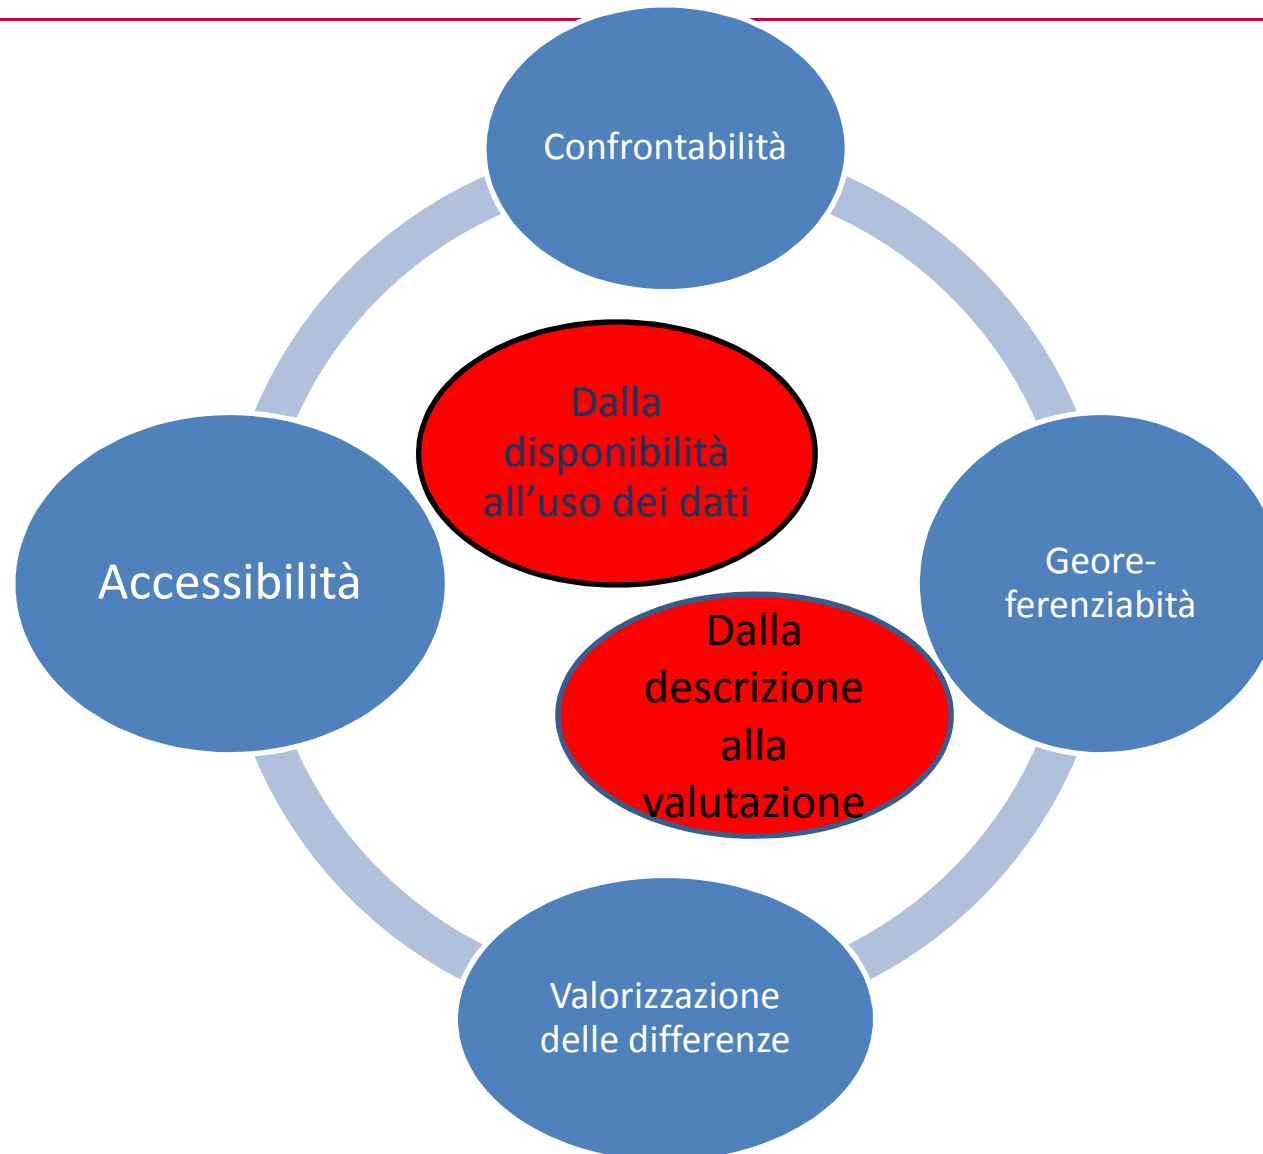 Confrontabilità
Dalla
disponibilità
all’uso dei dati
Accessibilità
Geore-
ferenziabità
Dalla
descrizione
alla
valutazione
Valorizzazione
delle differenze